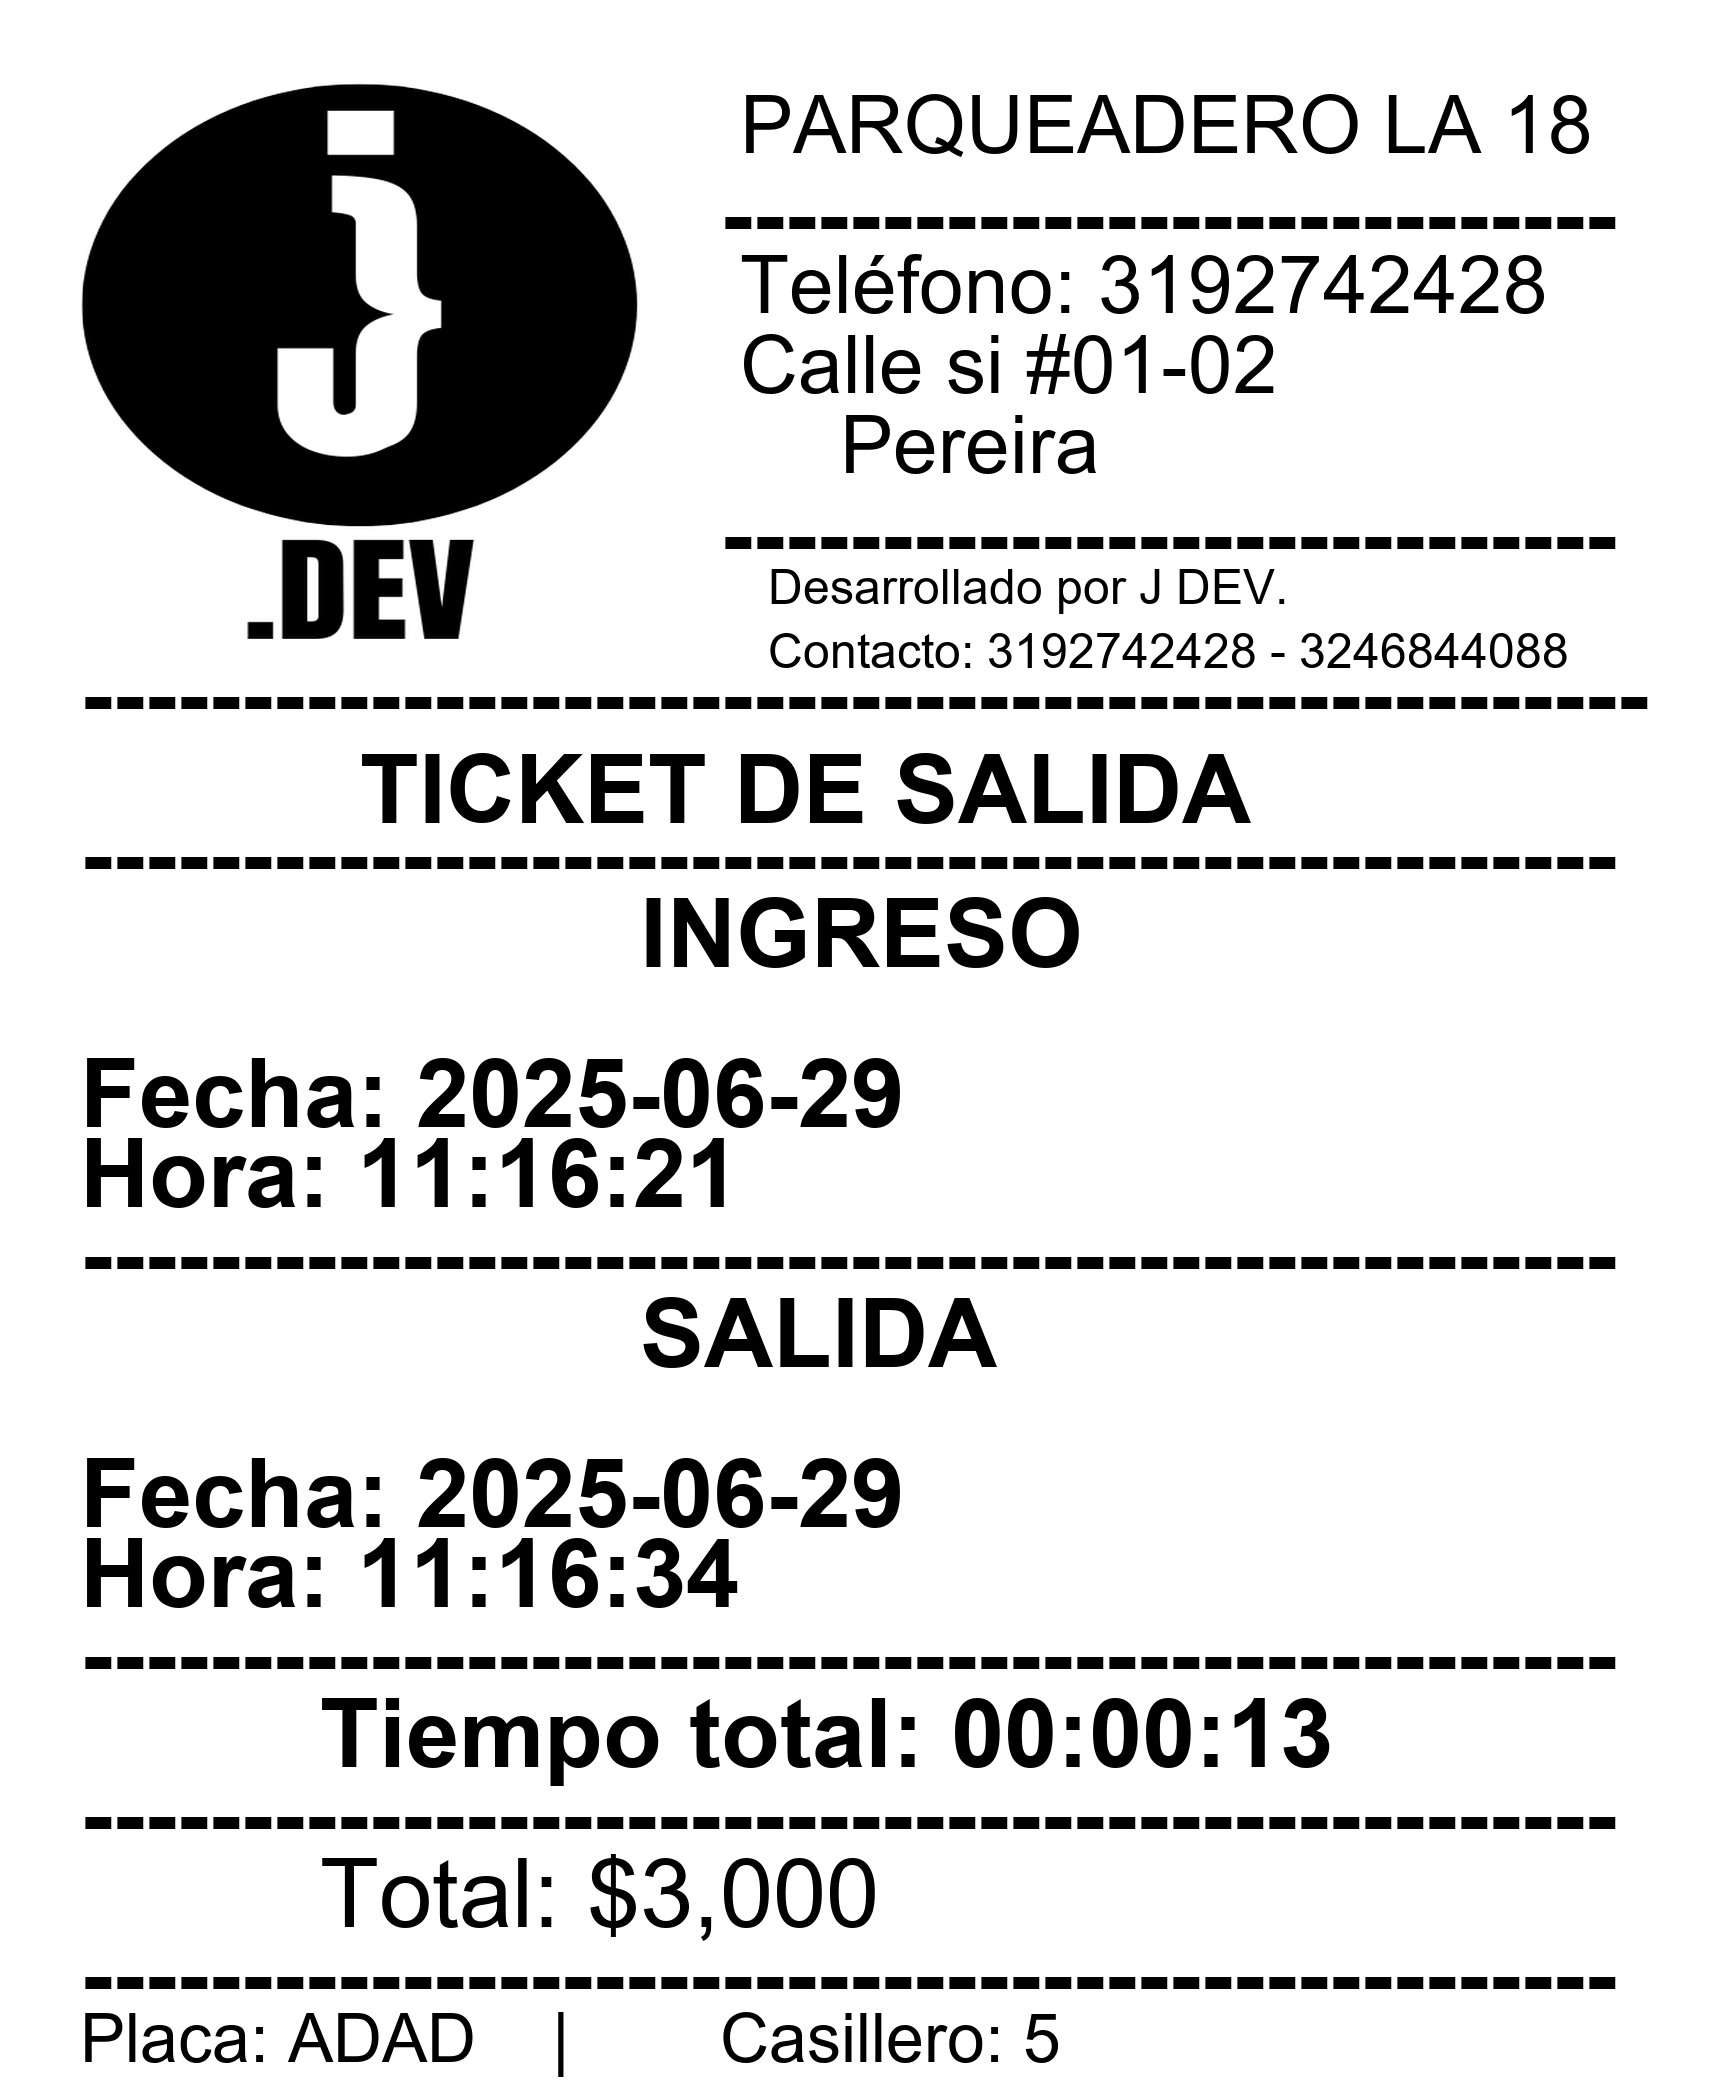 j
.DEV
PARQUEADERO LA 18
---------------------------
Teléfono: 3192742428
Calle si #01-02
Pereira
---------------------------
Desarrollado por J DEV.
Contacto: 3192742428 - 3246844088
-------------------------------------------------
TICKET DE SALIDA
------------------------------------------------
INGRESO
Fecha: 2025-06-29
Hora: 11:16:21
------------------------------------------------
SALIDA
Fecha: 2025-06-29
Hora: 11:16:34
------------------------------------------------
Tiempo total: 00:00:13
------------------------------------------------
Total: $3,000
------------------------------------------------
Placa: ADAD | Casillero: 5